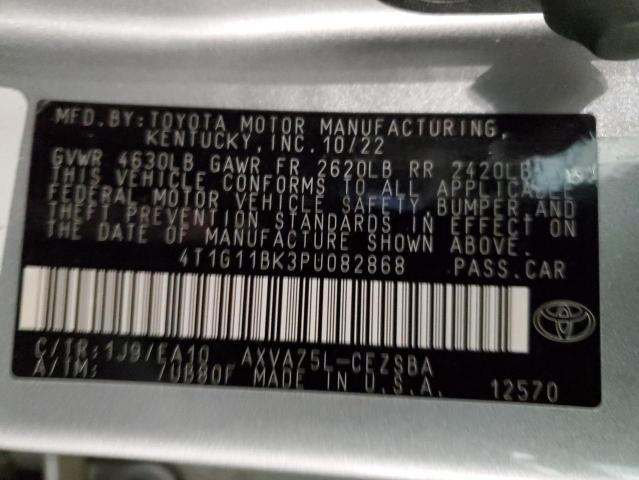 MFD. BY: TOYOTA MOTOR MANUFACTURING,
KENTUCKY, INC. 10/22
GVWR 4630LB GAWR FR 2620LB RR 2420LB
THIS VEHICLE CONFORMS TO ALL APPLICABLE
FEDERAL MOTOR VEHICLE SAFETY, BUMPER, AND
THEFT PREVENTION STANDARDS IN EFFECT ON
THE DATE OF MANUFACTURE SHOWN ABOVE.
4T1G11BK3PU082868 PASS.CAR
C/TR: 1J9/EA10 AXVA75L-CEZSBA
A/TM: /UB80F MADE IN U.S.A. 12570